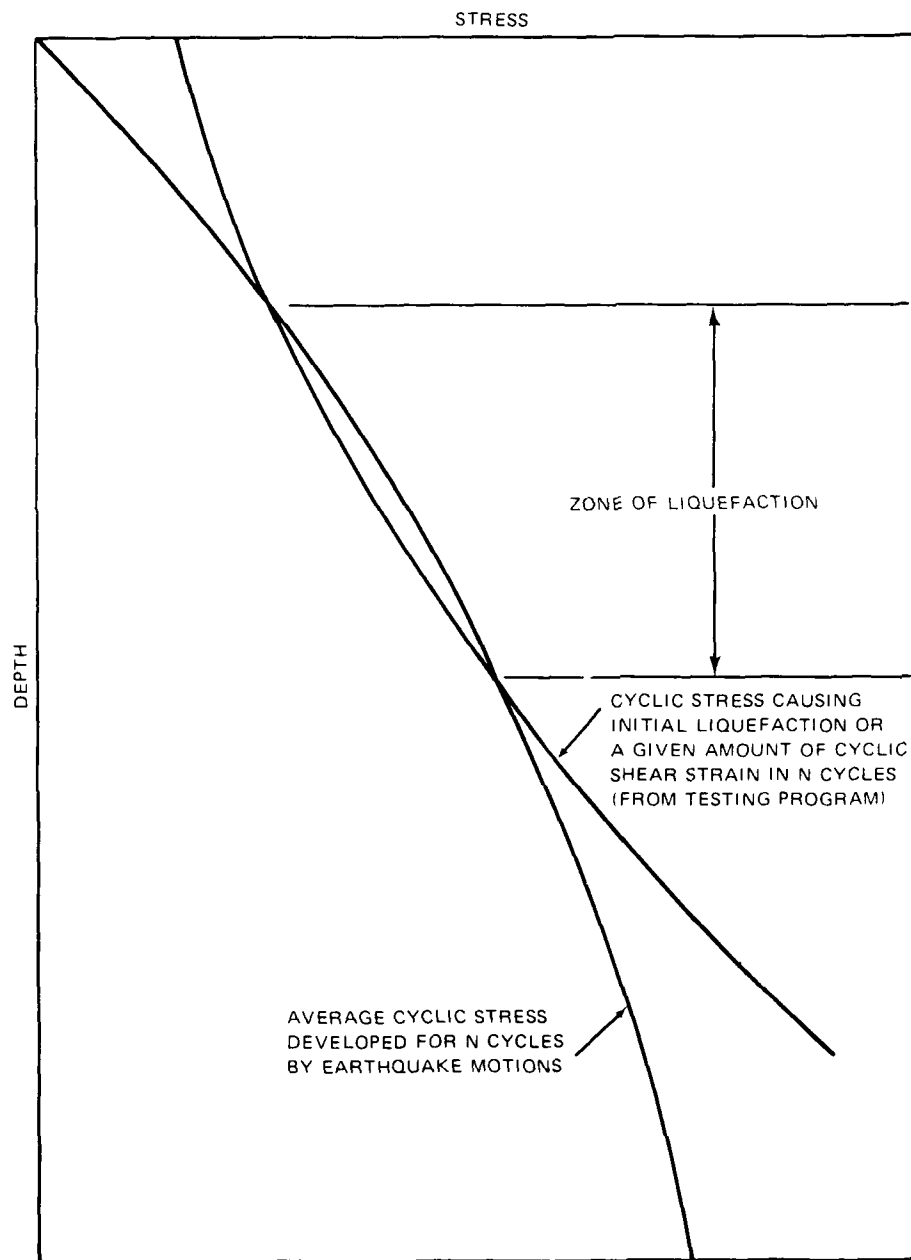 STRESS
ZONE OF LIQUEFACTION
DEPTH
CYCLIC STRESS CAUSING
INITIAL LIQUEFACTION OR
A GIVEN AMOUNT OF CYCLIC
SHEAR STRAIN IN N CYCLES
(FROM TESTING PROGRAM)
AVERAGE CYCLIC STRESS
DEVELOPED FOR N CYCLES
BY EARTHQUAKE MOTIONS